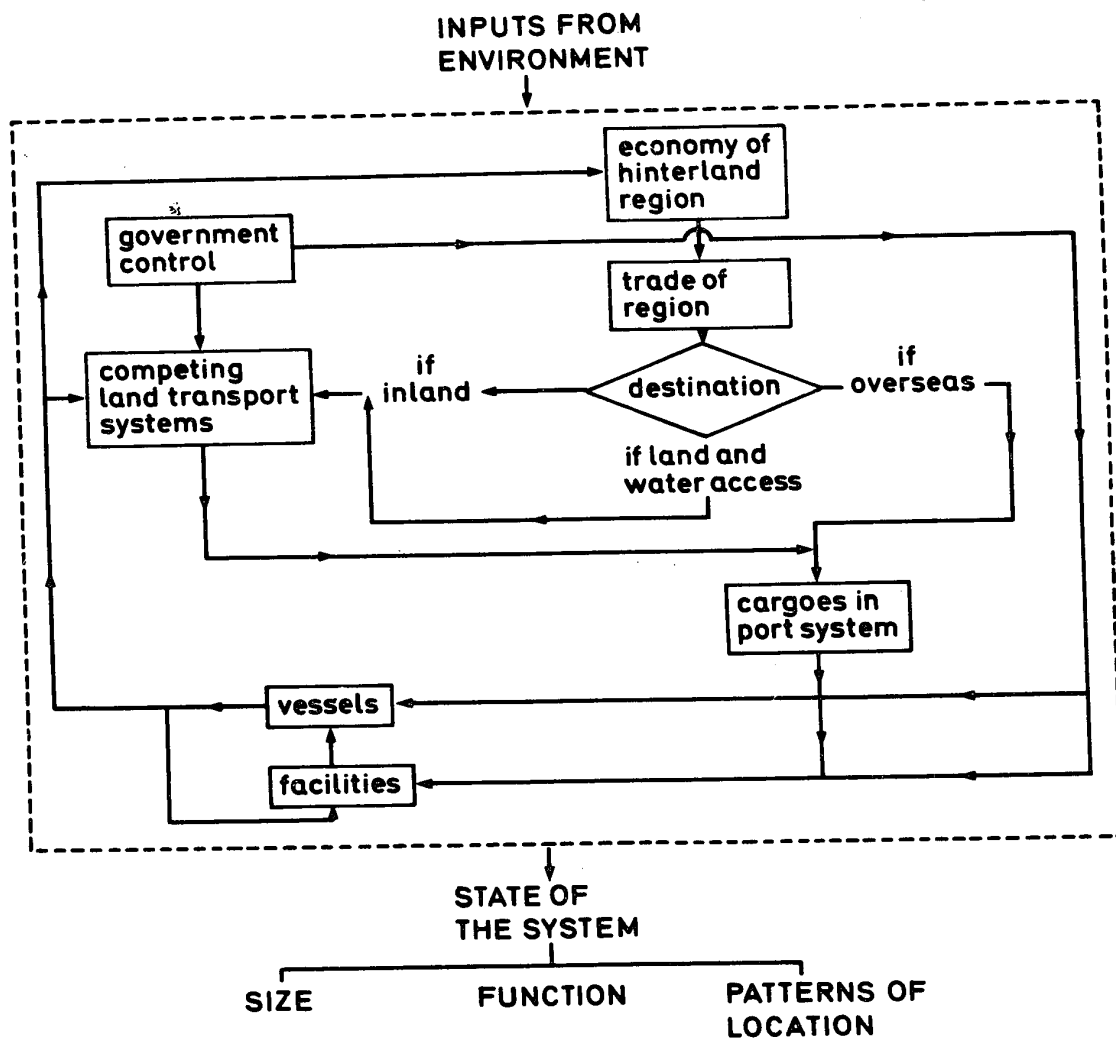 INPUTS FROM
ENVIRONMENT
economy of
hinterland
region
government
control
trade of
region
competing
land transport
systems
if
inland
destination
if
overseas
if land and
water access
cargoes in
port system
vessels
facilities
STATE OF
THE SYSTEM
SIZE
FUNCTION
PATTERNS OF
LOCATION